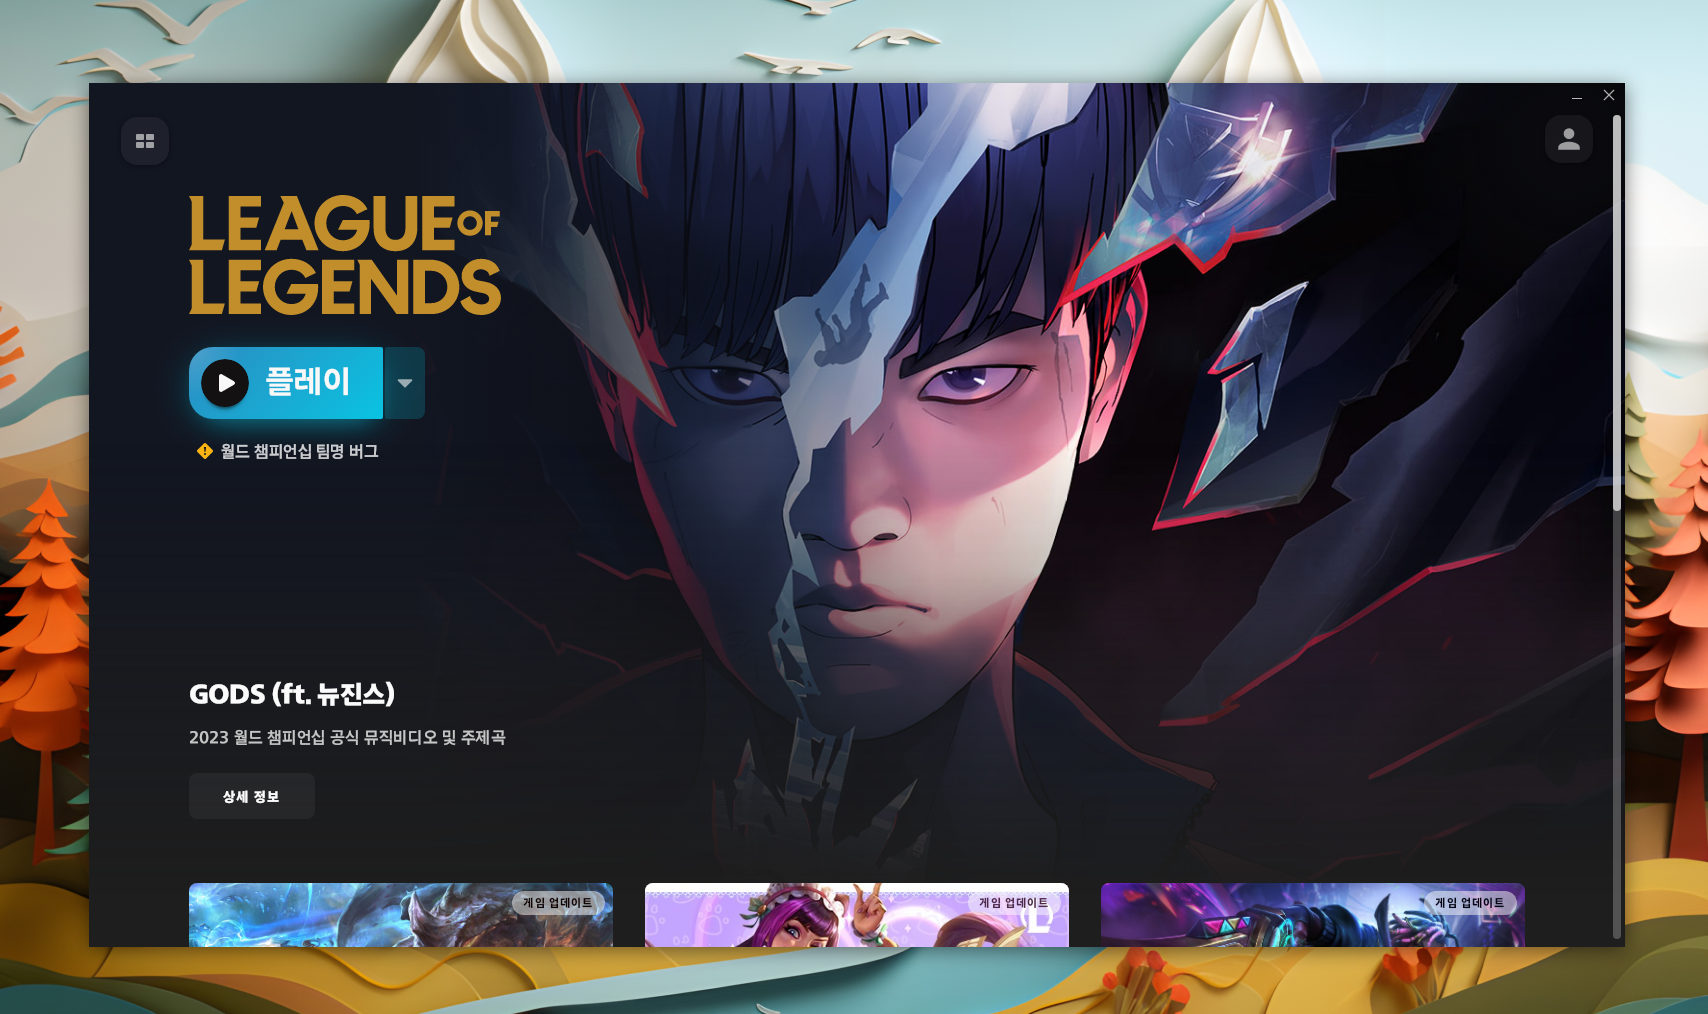 LEAGUE OF
LEGENDS
플레이
월드 챔피언십 팀명 버그
GODS (ft. 뉴진스)
2023 월드 챔피언십 공식 뮤직비디오 및 주제곡
상세 정보
게임 업데이트
게임 업데이트
게임 업데이트